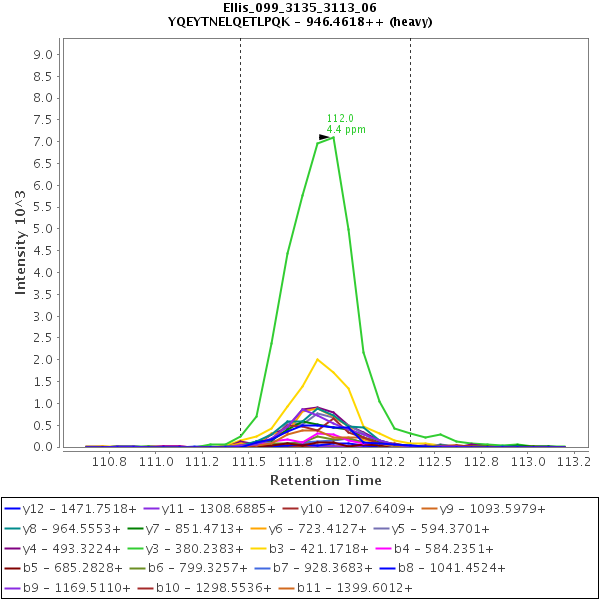 Ellis_099_3135_3113_06
YQEYTNELQETLPQK - 946.4618++ (heavy)
9.0
8.5
8.0
7.5
7.0
6.5
6.0
5.5
5.0
4.5
4.0
3.5
3.0
2.5
2.0
1.5
1.0
0.5
0.0
Intensity 10^3
112.0
4.4 ppm
110.8 111.0 111.2 111.5 111.8 112.0 112.2 112.5 112.8 113.0 113.2
Retention Time
y12 - 1471.7518+ y11 - 1308.6885+ y10 - 1207.6409+ y9 - 1093.5979+
y8 - 964.5553+ y7 - 851.4713+ y6 - 723.4127+ y5 - 594.3701+
y4 - 493.3224+ y3 - 380.2383+ b3 - 421.1718+ b4 - 584.2351+
b5 - 685.2828+ b6 - 799.3257+ b7 - 928.3683+ b8 - 1041.4524+
b9 - 1169.5110+ b10 - 1298.5536+ b11 - 1399.6012+